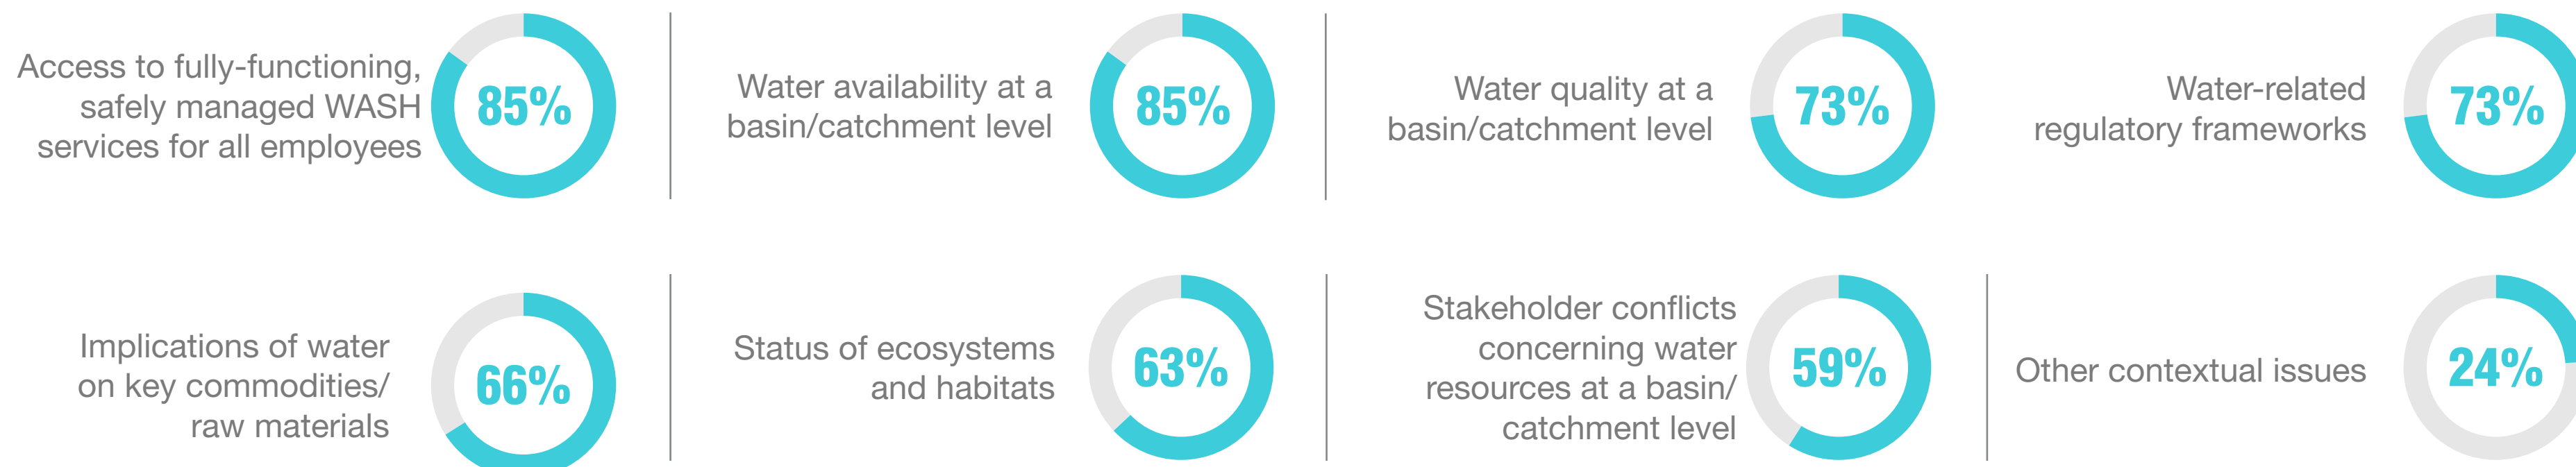 Access to fully-functioning,
safely managed WASH
services for all employees
85%
Water availability at a
basin/catchment level
85%
Water quality at a
basin/catchment level
73%
Water-related
regulatory frameworks
73%
Implications of water
on key commodities/
raw materials
66%
Status of ecosystems
and habitats
63%
Stakeholder conflicts
concerning water
resources at a basin/
catchment level
59%
Other contextual issues
24%